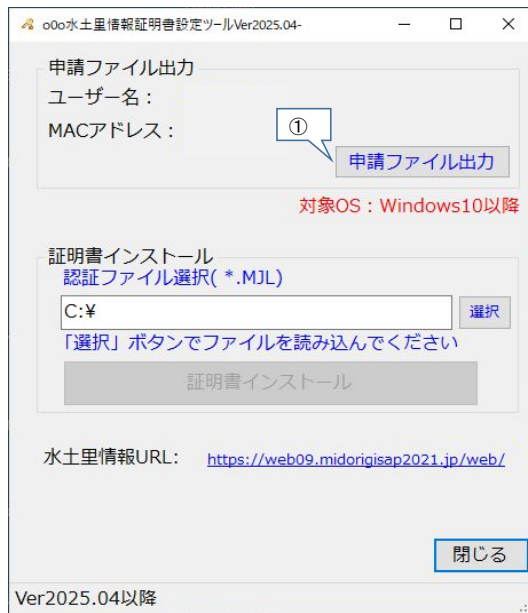 o0o水土里情報証明書設定ツールVer2025.04-
申請ファイル出力
ユーザー名：
MACアドレス：
①
申請ファイル出力
対象OS：Windows10以降
証明書インストール
認証ファイル選択( *.MJL)
C:¥
選択
「選択」ボタンでファイルを読み込んでください
証明書インストール
水土里情報URL: https://web09.midorigisap2021.jp/web/
閉じる
Ver2025.04以降